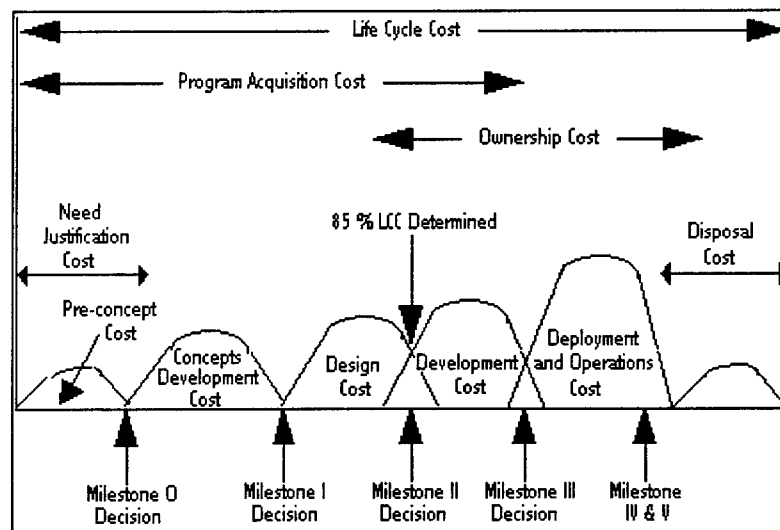 Life Cycle Cost
Program Acquisition Cost
Ownership Cost
Need
Justification
Cost
85 % LCC Determined
Disposal
Cost
Pre-concept
Cost
Concepts
Development
Cost
Design
Cost
Development
Cost
Deployment
and Operations
Cost
Milestone 0
Decision
Milestone I
Decision
Milestone II
Decision
Milestone III
Decision
Milestone
IV & V